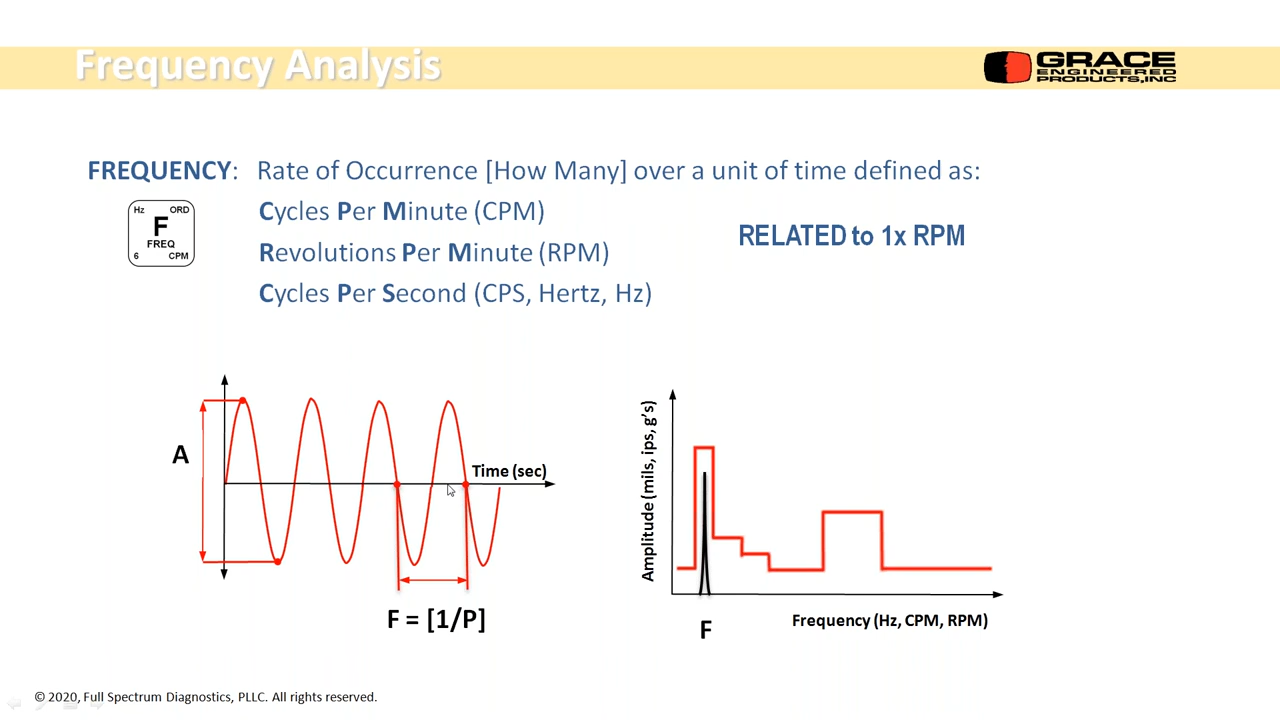 Frequency Analysis
GRACE
ENGINEERED
PRODUCTS,INC
FREQUENCY: Rate of Occurrence [How Many] over a unit of time defined as:
Cycles Per Minute (CPM)
Revolutions Per Minute (RPM)
Cycles Per Second (CPS, Hertz, Hz)
RELATED to 1x RPM
Hz ORD
F
FREQ
6 CPM
A
Time (sec)
F = [1/P]
Amplitude (mils, ips, g's)
F
Frequency (Hz, CPM, RPM)
© 2020, Full Spectrum Diagnostics, PLLC. All rights reserved.